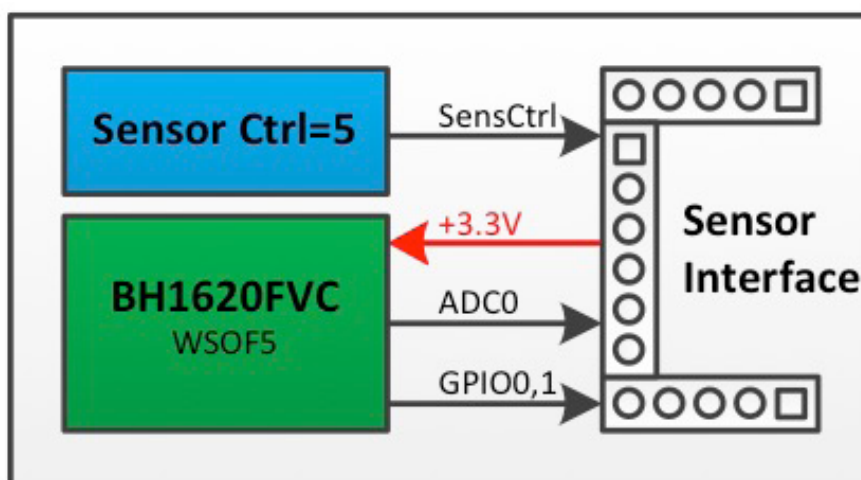 Sensor Ctrl=5
SensCtrl
+3.3V
BH1620FVC
WSOF5
ADC0
GPIO0,1
Sensor
Interface